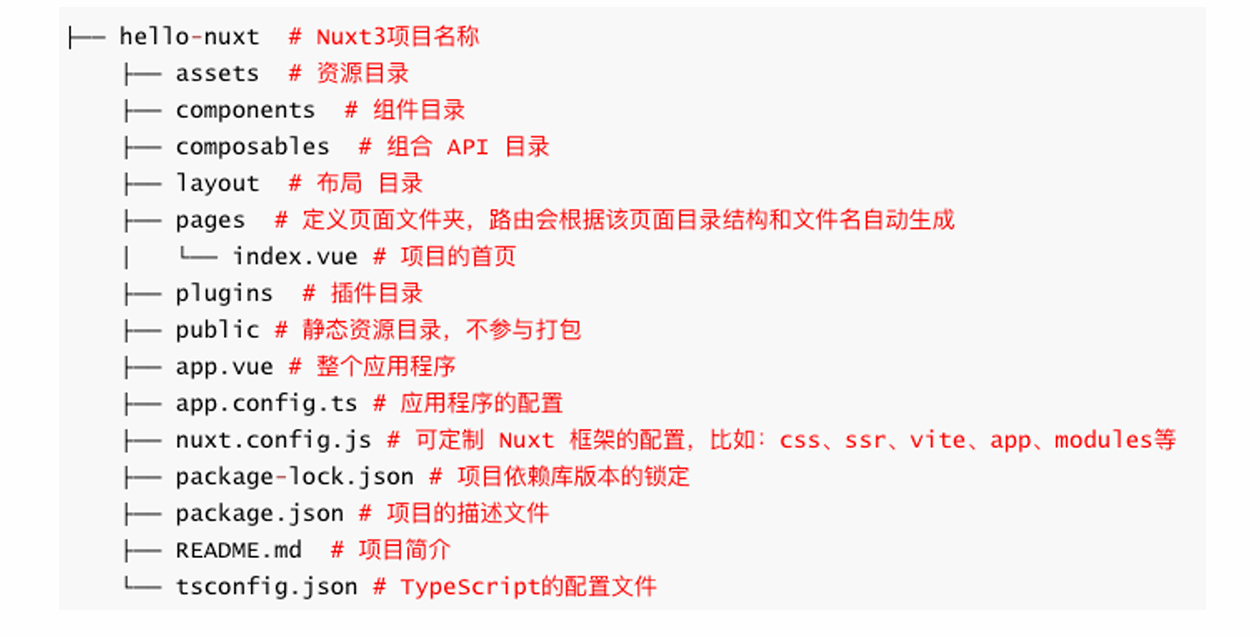 ├── hello-nuxt  # Nuxt3项目名称
    ├── assets  # 资源目录
    ├── components  # 组件目录
    ├── composables  # 组合 API 目录
    ├── layout  # 布局 目录
    ├── pages  # 定义页面文件夹，路由会根据该页面目录结构和文件名自动生成
    │   └── index.vue # 项目的首页
    ├── plugins  # 插件目录
    ├── public # 静态资源目录，不参与打包
    ├── app.vue # 整个应用程序
    ├── app.config.ts # 应用程序的配置
    ├── nuxt.config.js # 可定制 Nuxt 框架的配置，比如：css、ssr、vite、app、modules等
    ├── package-lock.json # 项目依赖库版本的锁定
    ├── package.json # 项目的描述文件
    ├── README.md  # 项目简介
    └── tsconfig.json # TypeScript的配置文件